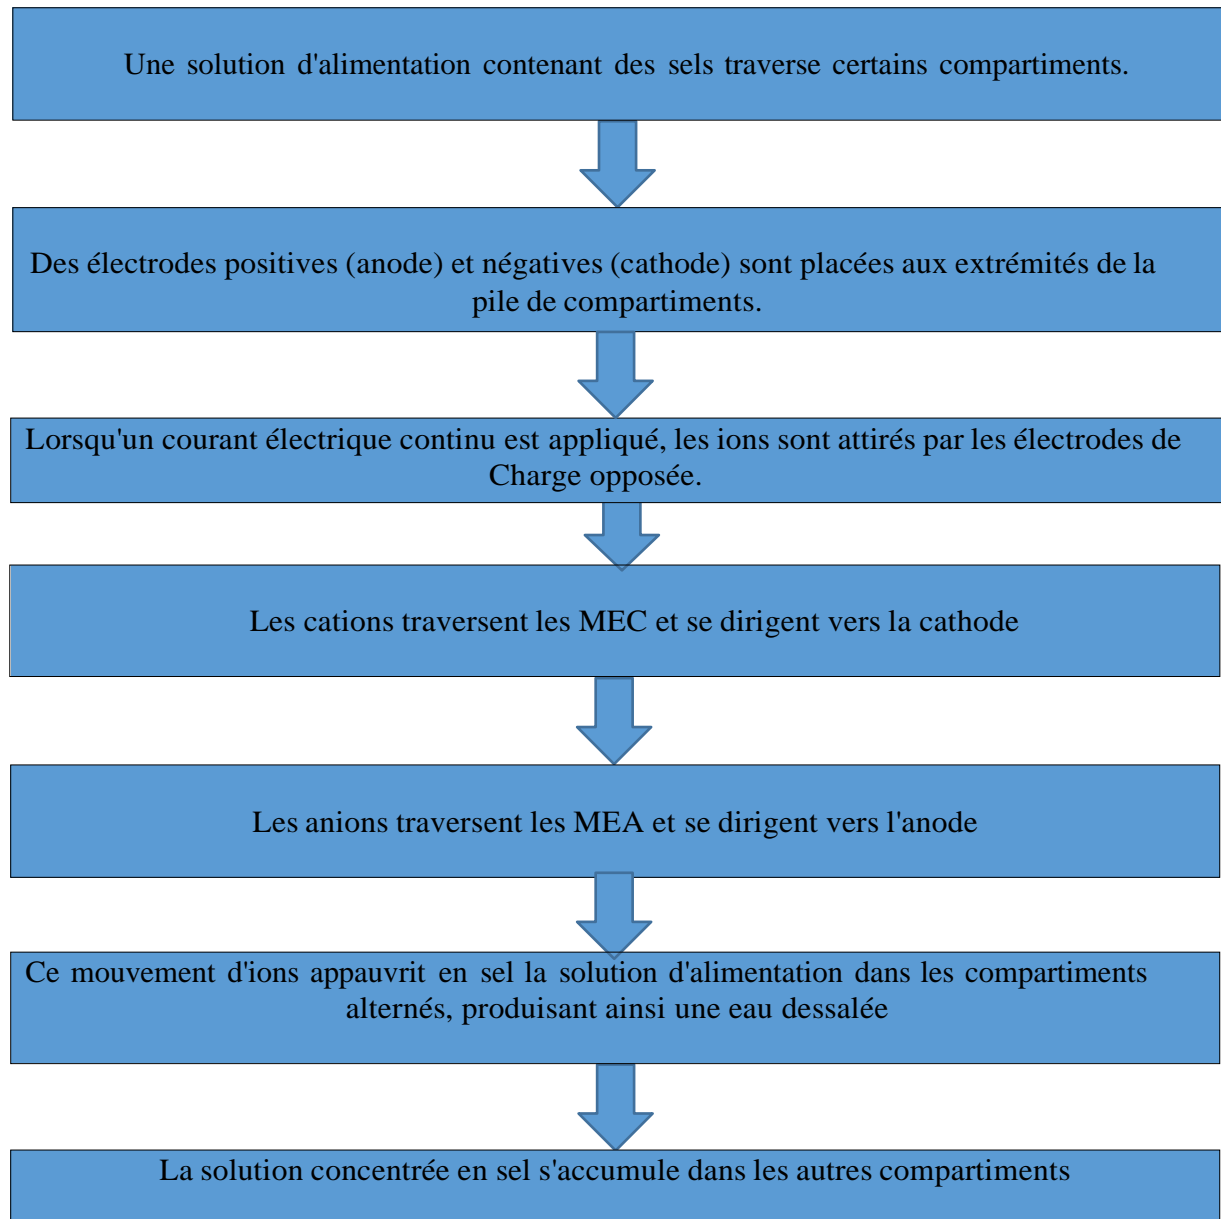 Une solution d'alimentation contenant des sels traverse certains compartiments.
Des électrodes positives (anode) et négatives (cathode) sont placées aux extrémités de la
pile de compartiments.
Lorsqu'un courant électrique continu est appliqué, les ions sont attirés par les électrodes de
Charge opposée.
Les cations traversent les MEC et se dirigent vers la cathode
Les anions traversent les MEA et se dirigent vers l'anode
Ce mouvement d'ions appauvrit en sel la solution d'alimentation dans les compartiments
alternés, produisant ainsi une eau dessalée
La solution concentrée en sel s'accumule dans les autres compartiments